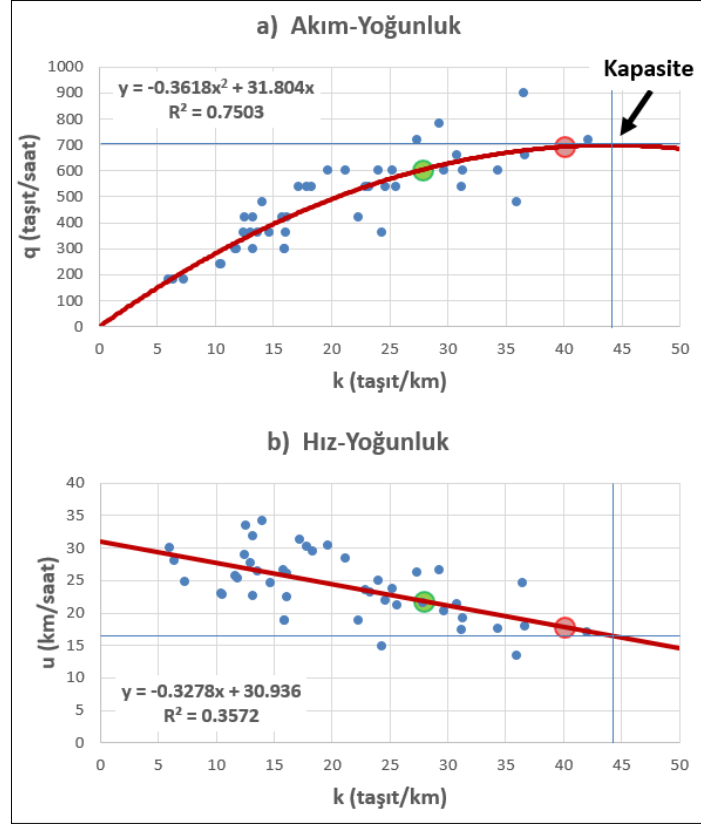 a) Akım-Yoğunluk
y = -0.3618x² + 31.804x
R² = 0.7503
Kapasite
q (taşıt/saat)
1000
900
800
700
600
500
400
300
200
100
0
0 5 10 15 20 25 30 35 40 45 50
k (taşıt/km)
b) Hız-Yoğunluk
u (km/saat)
40
35
30
25
20
15
10
5
0
y = -0.3278x + 30.936
R² = 0.3572
0 5 10 15 20 25 30 35 40 45 50
k (taşıt/km)